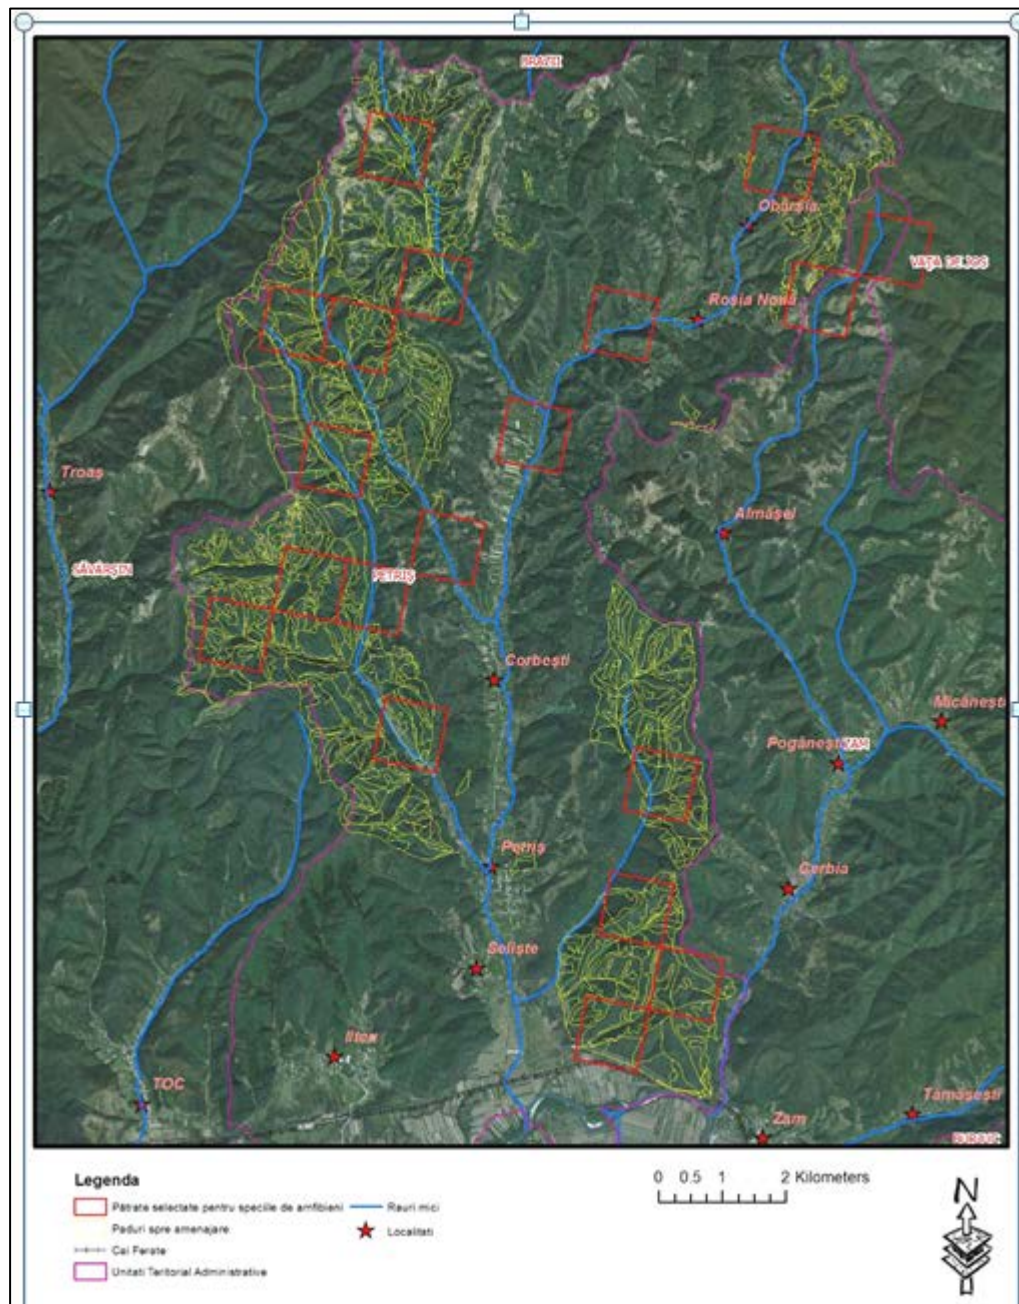 BRAZII
Obârșia
VAȚA DE JOS
Roșia Nouă
Troaș
Almășel
SĂVÂRȘIN
PETRIȘ
Corbești
Micănești
Pogănești
ZAM
Petriș
Cerbia
Seliște
Ilteu
TOC
Tămășești
Zam
Legenda
Pătrate selectate pentru speciile de amfibieni
Rauri mici
Paduri spre amenajare
Localitati
Cai Ferate
Unitati Teritorial Administrative
0 0.5 1 2 Kilometers
N